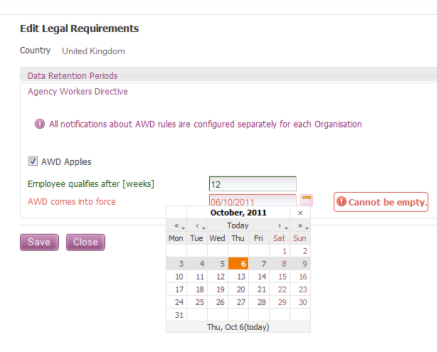 Edit Legal Requirements
Country United Kingdom
Data Retention Periods
Agency Workers Directive
All notifications about AWD rules are configured separately for each Organisation
AWD Applies
Employee qualifies after [weeks] 12
AWD comes into force 06/10/2011 Cannot be empty.
October, 2011 ×
« ‹ Today › »
Mon Tue Wed Thu Fri Sat Sun
1 2
3 4 5 6 7 8 9
10 11 12 13 14 15 16
17 18 19 20 21 22 23
24 25 26 27 28 29 30
31
Thu, Oct 6(today)
Save Close